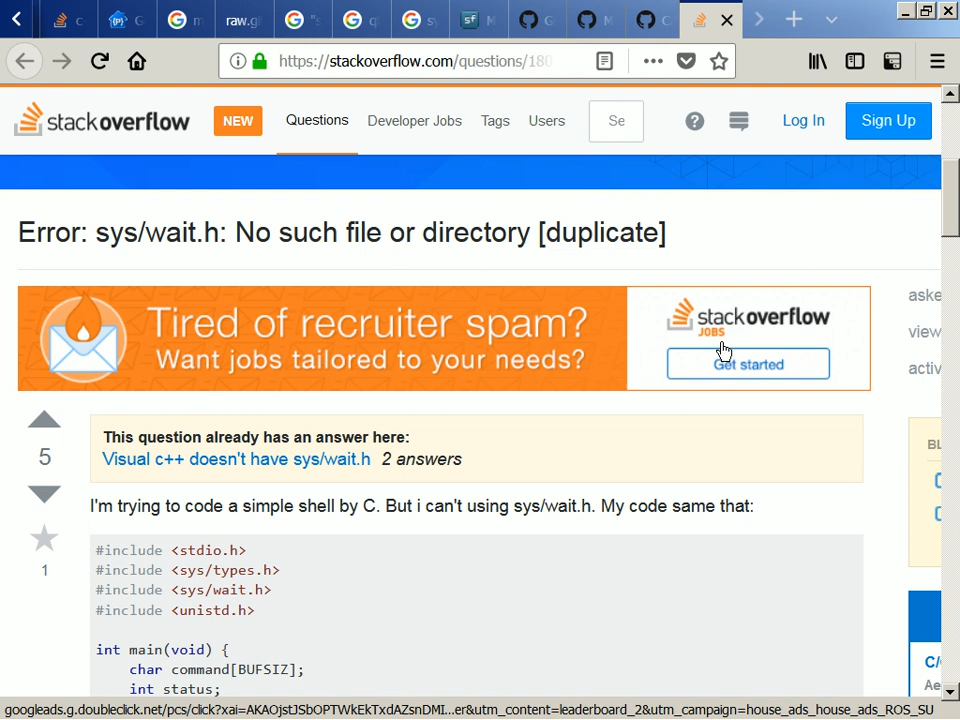 c
G
m
raw.g
"s
q
sy
sf
M
G
M
C
https://stackoverflow.com/questions/180
stackoverflow
NEW
Questions
Developer Jobs
Tags
Users
Se
Log In
Sign Up
Error: sys/wait.h: No such file or directory [duplicate]
Tired of recruiter spam?
Want jobs tailored to your needs?
stackoverflow
JOBS
Get started
aske
view
activ
5
This question already has an answer here:
Visual c++ doesn't have sys/wait.h 2 answers
I'm trying to code a simple shell by C. But i can't using sys/wait.h. My code same that:
1
#include <stdio.h>
#include <sys/types.h>
#include <sys/wait.h>
#include <unistd.h>
int main(void) {
char command[BUFSIZ];
int status;
BL
C/
Ae
googleads.g.doubleclick.net/pcs/click?xai=AKAOjstJSbOPTWkEkTxdAZsnDMI...er&utm_content=leaderboard_2&utm_campaign=house_ads_house_ads_ROS_SU